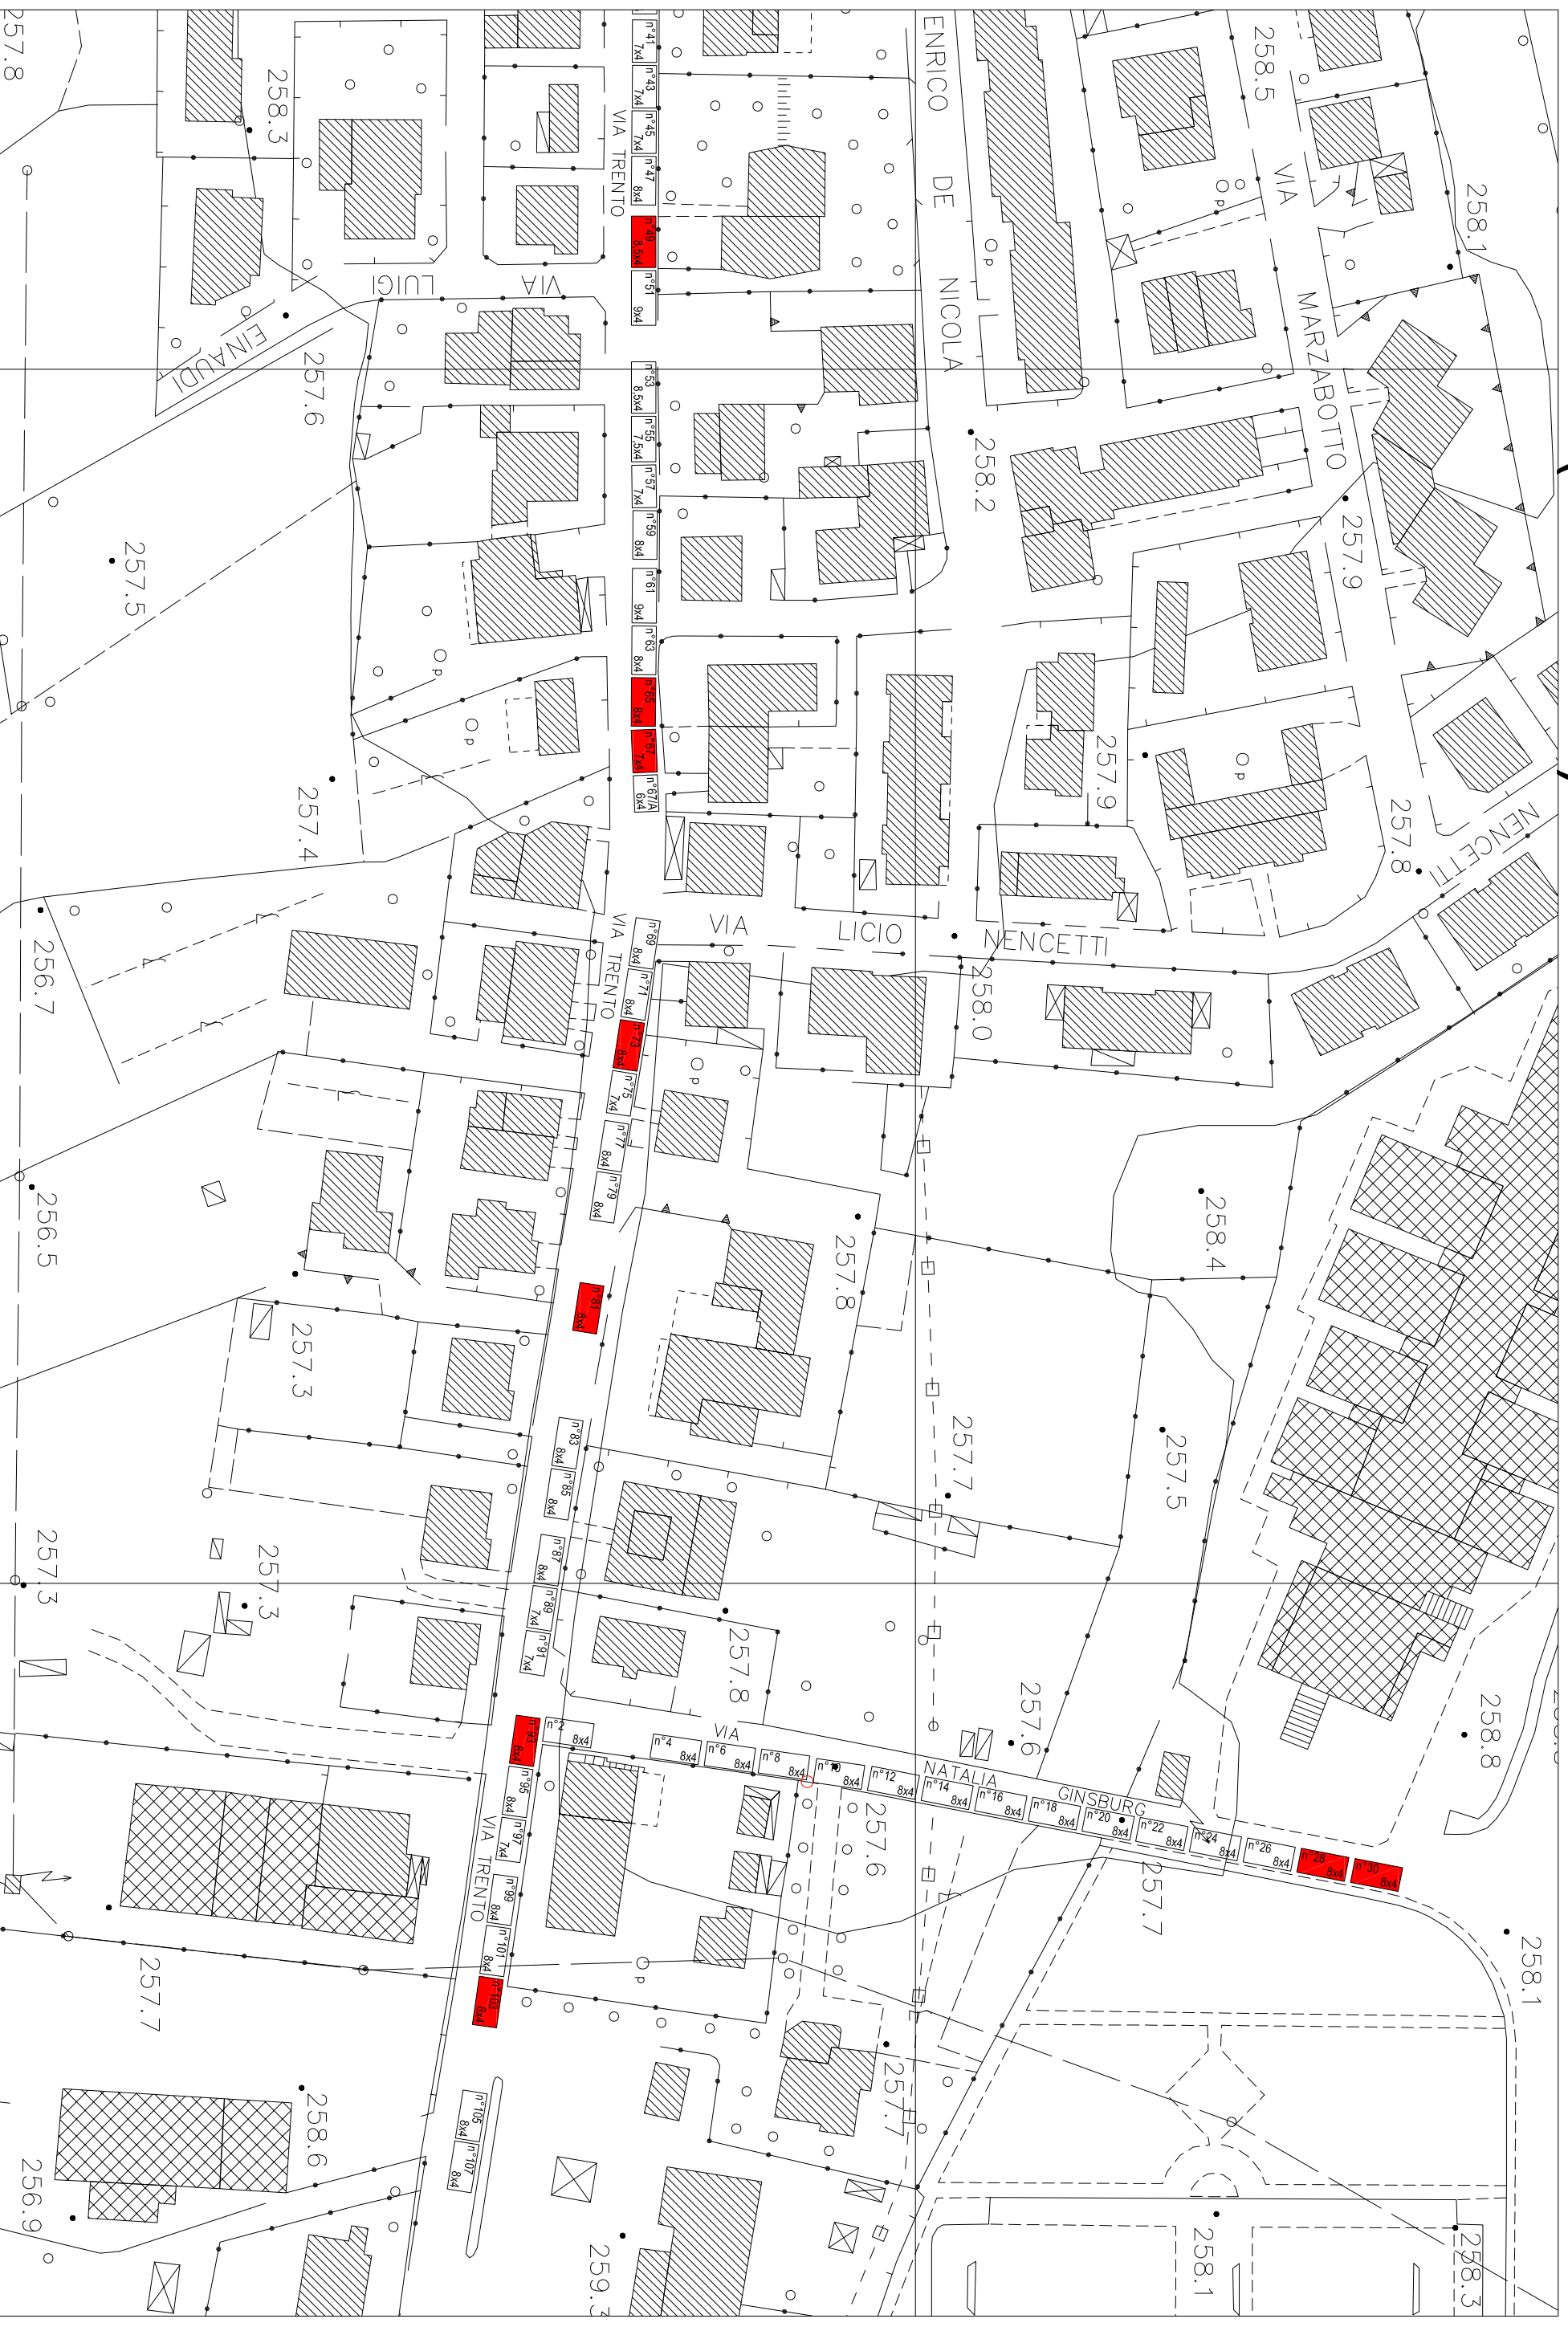 ENRICO DE NICOLA
VIA MARZABOTTO
VIA TRENTO
VIA LUIGI EINAUDI
VIA LICIO NENCETTI
NENCETTI
VIA TRENTO
VIA NATALIA GINSBURG
VIA TRENTO
n°41 7x4
n°43 7x4
n°45 7x4
n°47 8x4
n°49 8,5x4
n°51 9x4
n°53 8,5x4
n°55 7,5x4
n°57 7x4
n°59 8x4
n°61 9x4
n°63 8x4
n°65 8x4
n°67 7x4
n°67/A 6x4
n°69 8x4
n°71 8x4
n°73 8x4
n°75 7x4
n°77 8x4
n°79 8x4
n°81 8x4
n°83 8x4
n°85 8x4
n°87 8x4
n°89 7x4
n°91 7x4
n°93 8x4
n°95 8x4
n°97 7x4
n°99 8x4
n°101 8x4
n°103 8x4
n°105 8x4
n°107 8x4
n°2 8x4
n°4 8x4
n°6 8x4
n°8 8x4
n°10 8x4
n°12 8x4
n°14 8x4
n°16 8x4
n°18 8x4
n°20 8x4
n°22 8x4
n°24 8x4
n°26 8x4
n°28 8x4
n°30 8x4
257.8
258.3
258.5
258.1
257.6
258.2
257.9
257.5
257.9
257.4
257.8
256.7
258.0
256.5
257.8
258.4
257.3
257.7
257.5
257.3
257.3
257.8
257.6
258.8
257.6
257.7
258.1
257.7
257.7
258.6
256.9
259.3
258.1
258.3
p
p
p
p
p
p
p
p
p